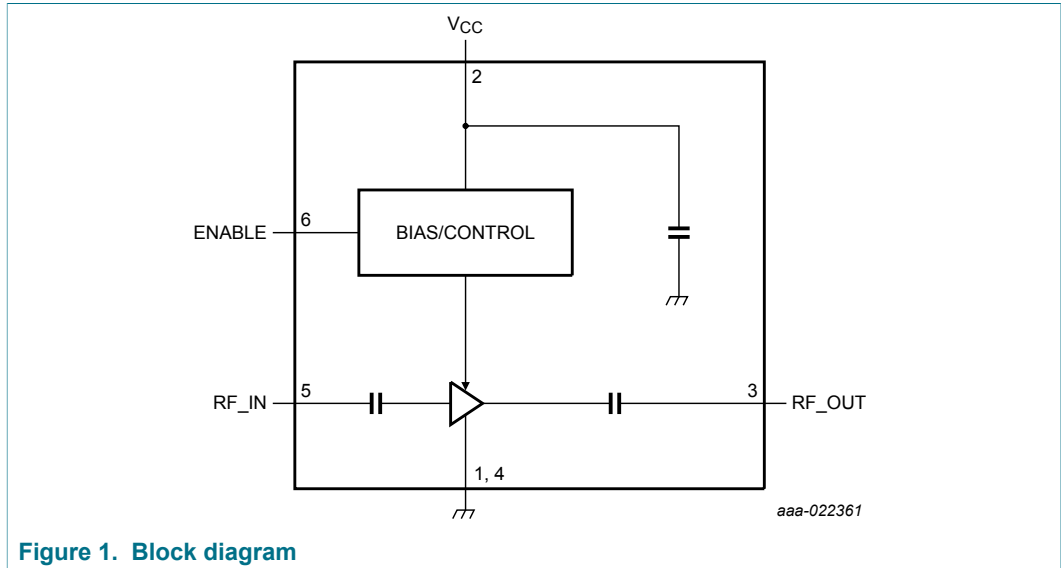 VCC
2
6
ENABLE
BIAS/CONTROL
5
RF_IN
3
RF_OUT
1, 4
aaa-022361
Figure 1. Block diagram